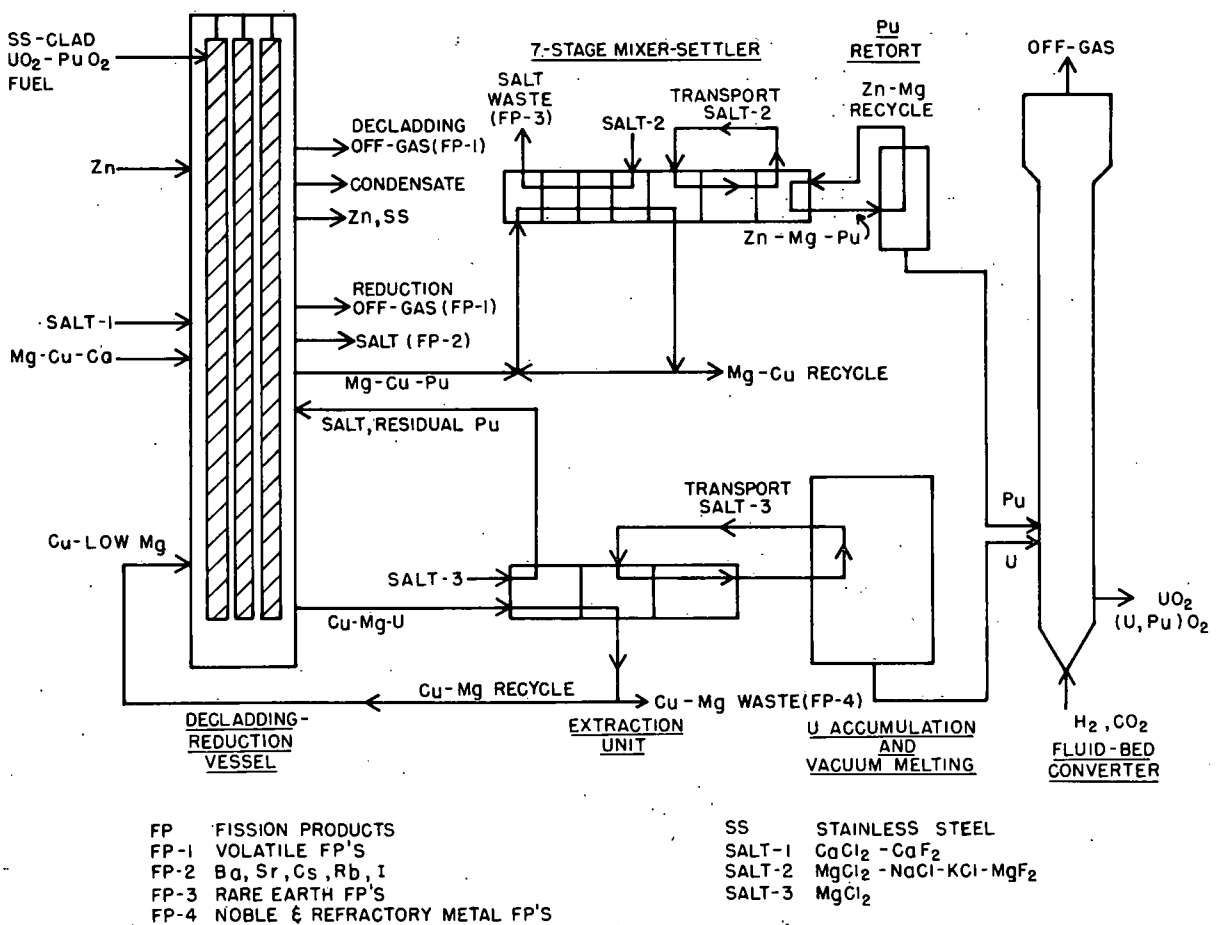 SS-CLAD
UO2-PuO2
FUEL
Zn
SALT-1
Mg-Cu-Ca
Cu-LOW Mg
DECLADDING
OFF-GAS(FP-1)
CONDENSATE
Zn, SS
REDUCTION
OFF-GAS (FP-1)
SALT (FP-2)
Mg-Cu-Pu
SALT, RESIDUAL Pu
Cu-Mg-U
Cu-Mg RECYCLE
DECLADDING-
REDUCTION
VESSEL
7-STAGE MIXER-SETTLER
SALT
WASTE
(FP-3)
SALT-2
TRANSPORT
SALT-2
Mg-Cu RECYCLE
Pu
RETORT
Zn-Mg
RECYCLE
Zn-Mg-Pu
SALT-3
TRANSPORT
SALT-3
Cu-Mg WASTE(FP-4)
EXTRACTION
UNIT
U ACCUMULATION
AND
VACUUM MELTING
OFF-GAS
Pu
U
UO2
(U,Pu)O2
H2,CO2
FLUID-BED
CONVERTER
FP FISSION PRODUCTS
FP-1 VOLATILE FP'S
FP-2 Ba, Sr, Cs, Rb, I
FP-3 RARE EARTH FP'S
FP-4 NOBLE & REFRACTORY METAL FP'S
SS STAINLESS STEEL
SALT-1 CaCl2-CaF2
SALT-2 MgCl2-NaCl-KCl-MgF2
SALT-3 MgCl2